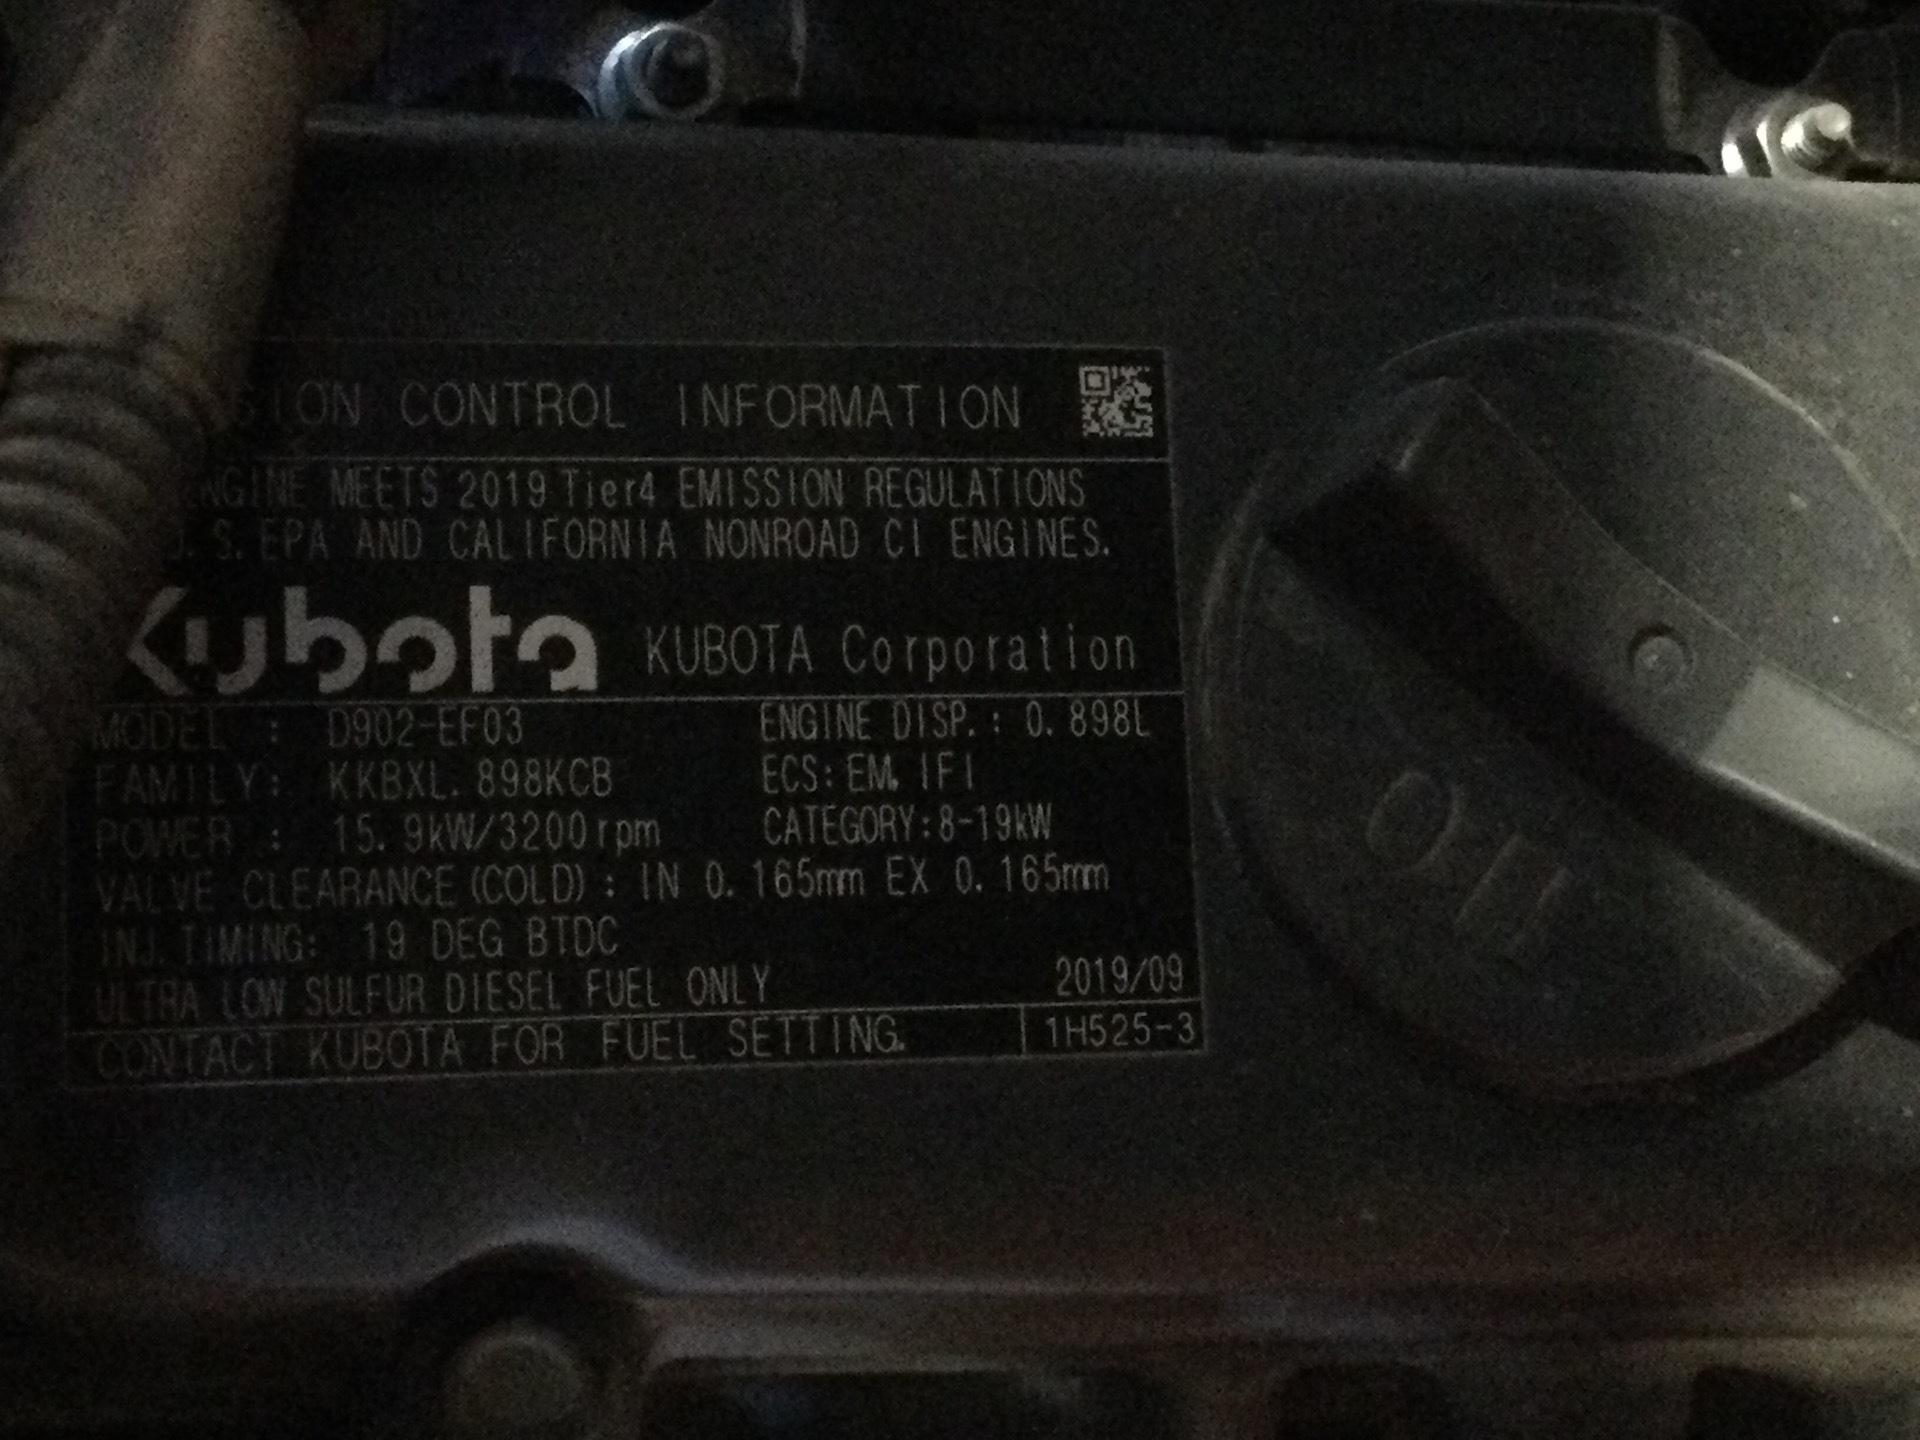 SION CONTROL INFORMATION
ENGINE MEETS 2019 Tier4 EMISSION REGULATIONS
U. S. EPA AND CALIFORNIA NONROAD CI ENGINES.
Kubota KUBOTA Corporation
MODEL : D902-EF03 ENGINE DISP. : 0. 898L
FAMILY : KKBXL. 898KCB ECS: EM, IFI
POWER : 15. 9kW/3200rpm CATEGORY:8-19kW
VALVE CLEARANCE (COLD) : IN 0. 165mm EX 0. 165mm
INJ. TIMING: 19 DEG BTDC
ULTRA LOW SULFUR DIESEL FUEL ONLY 2019/09
CONTACT KUBOTA FOR FUEL SETTING. 1H525-3
OIL